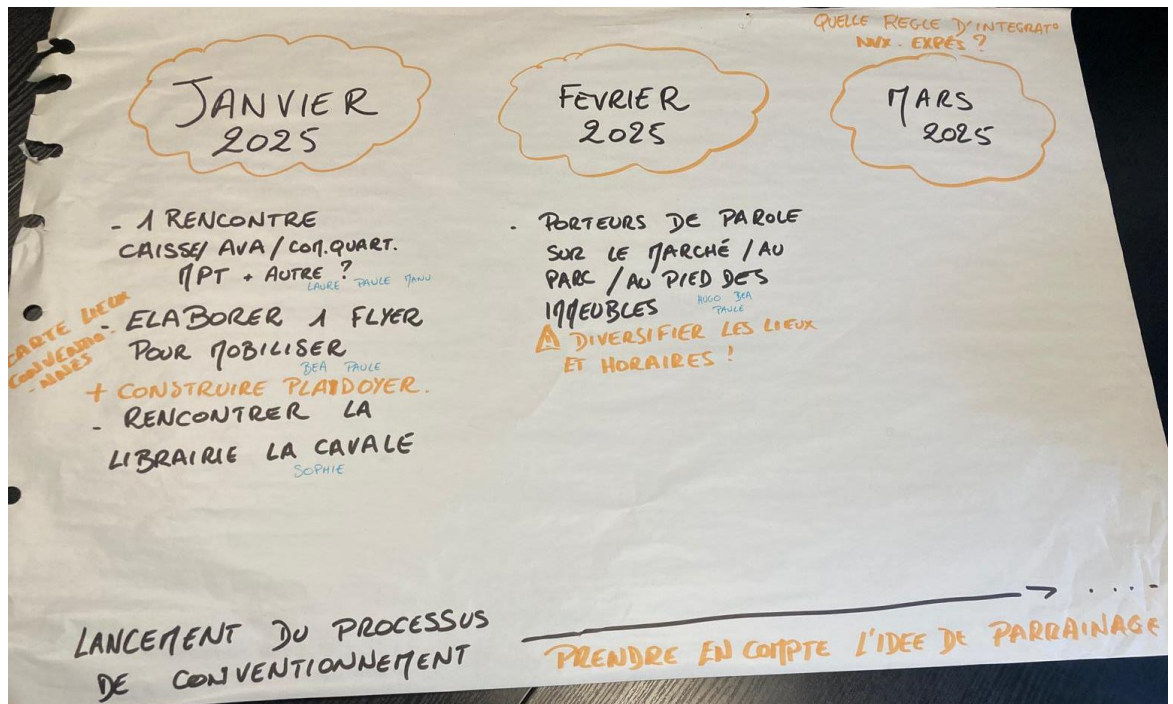 QUELLE REGLE D'INTEGRAT°
NVX. EXPÉS ?
JANVIER
2025
FEVRIER
2025
MARS
2025
- 1 RENCONTRE
CAISSE/ AVA / COM. QUART.
MPT + AUTRE ?
LAURE PAULE MANU
CARTE LIEUX
CONVENTIO-
-NNÉS
- ELABORER 1 FLYER
POUR MOBILISER
BEA PAULE
+ CONSTRUIRE PLAIDOYER.
- RENCONTRER LA
LIBRAIRIE LA CAVALE
SOPHIE
- PORTEURS DE PAROLE
SUR LE MARCHÉ / AU
PARC / AU PIED DES
IMMEUBLES
HUGO BEA
PAULE
⚠ DIVERSIFIER LES LIEUX
ET HORAIRES !
LANCEMENT DU PROCESSUS
DE CONVENTIONNEMENT
PRENDRE EN COMPTE L'IDEE DE PARRAINAGE